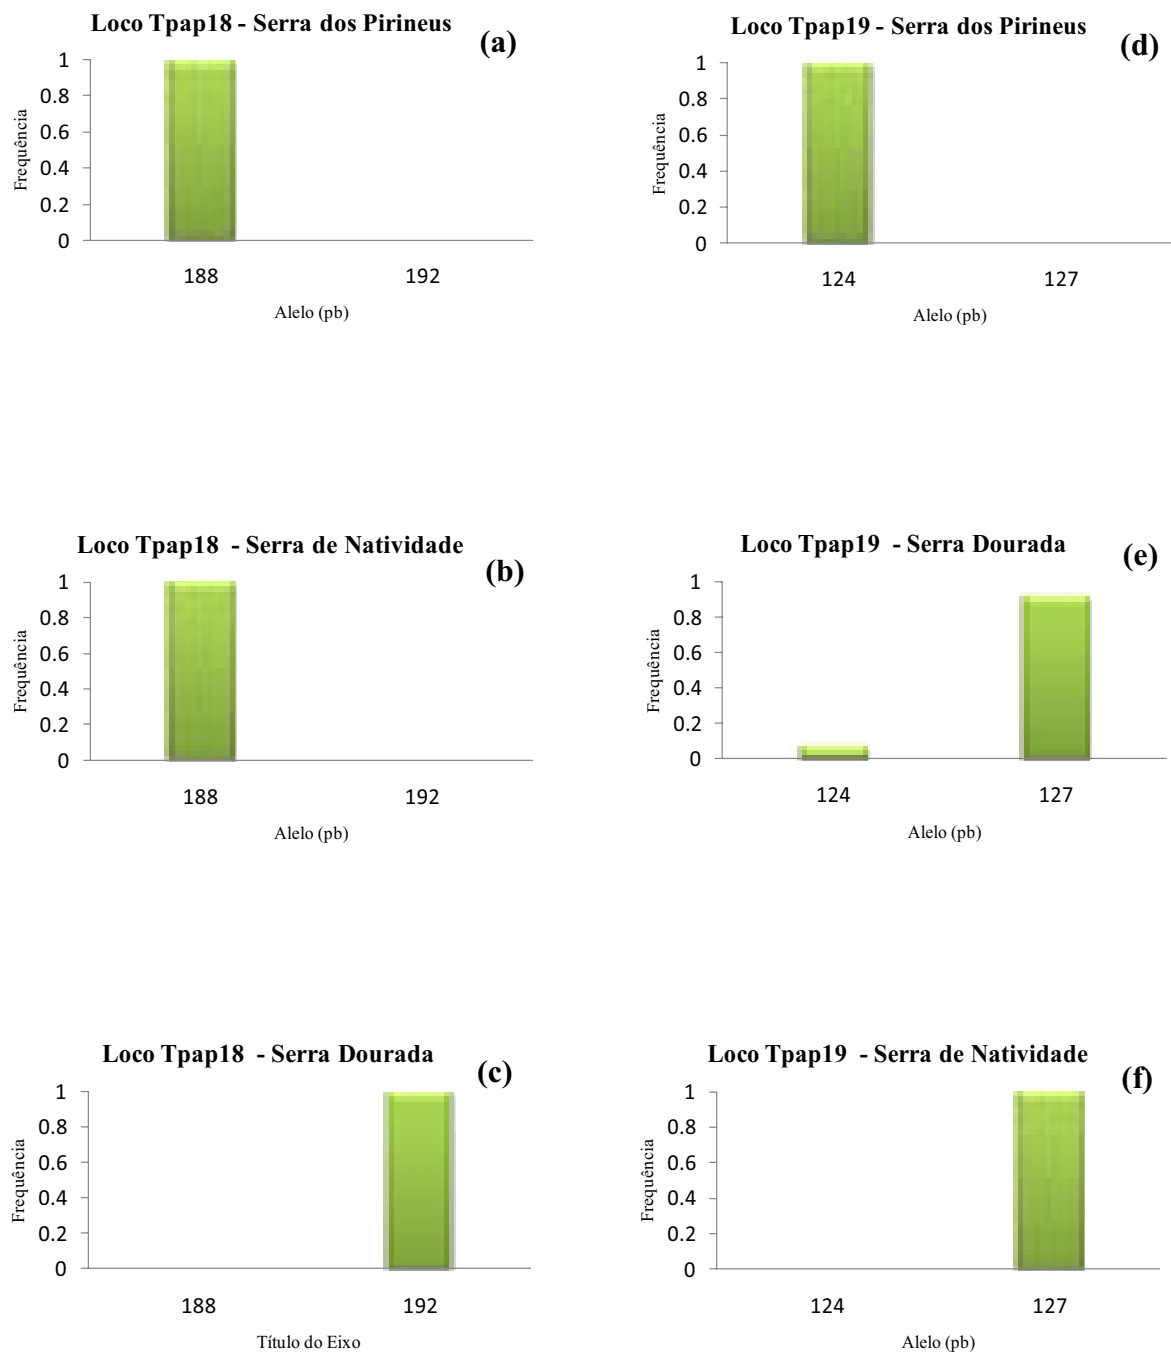 Loco Tpap18 - Serra dos Pirineus
(a)
Frequência
1
0.8
0.6
0.4
0.2
0
188 192
Alelo (pb)
Loco Tpap19 - Serra dos Pirineus
(d)
Frequência
1
0.8
0.6
0.4
0.2
0
124 127
Alelo (pb)
Loco Tpap18 - Serra de Natividade
(b)
Frequência
1
0.8
0.6
0.4
0.2
0
188 192
Alelo (pb)
Loco Tpap19 - Serra Dourada
(e)
Frequência
1
0.8
0.6
0.4
0.2
0
124 127
Alelo (pb)
Loco Tpap18 - Serra Dourada
(c)
Frequência
1
0.8
0.6
0.4
0.2
0
188 192
Título do Eixo
Loco Tpap19 - Serra de Natividade
(f)
Frequência
1
0.8
0.6
0.4
0.2
0
124 127
Alelo (pb)